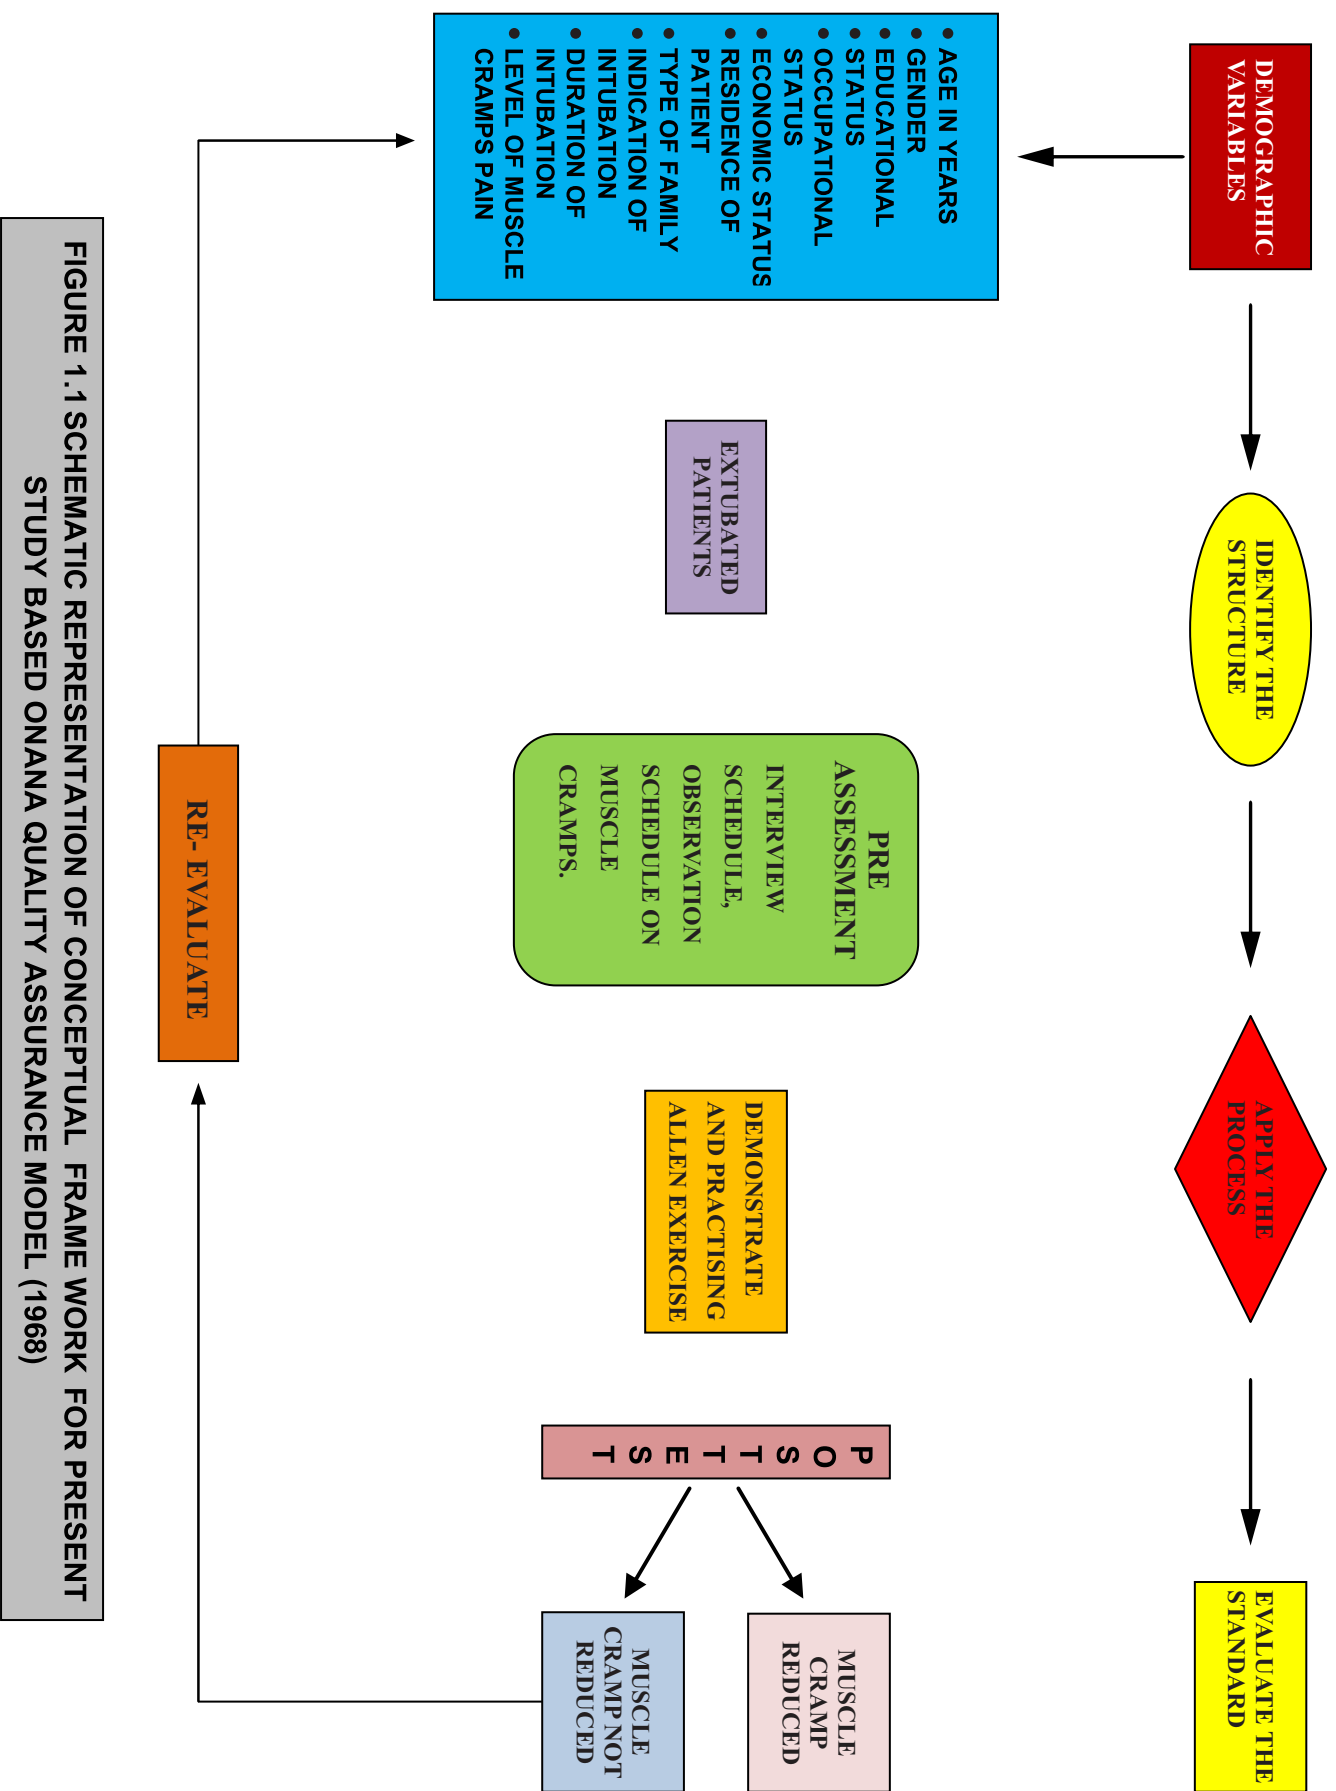 DEMOGRAPHIC
VARIABLES
IDENTIFY THE
STRUCTURE
APPLY THE
PROCESS
EVALUATE THE
STANDARD
• AGE IN YEARS
• GENDER
• EDUCATIONAL
• STATUS
• OCCUPATIONAL
STATUS
• ECONOMIC STATUS
• RESIDENCE OF
PATIENT
• TYPE OF FAMILY
• INDICATION OF
INTUBATION
• DURATION OF
INTUBATION
• LEVEL OF MUSCLE
CRAMPS PAIN
EXTUBATED
PATIENTS
PRE
ASSESSMENT
INTERVIEW
SCHEDULE,
OBSERVATION
SCHEDULE ON
MUSCLE
CRAMPS.
DEMONSTRATE
AND PRACTISING
ALLEN EXERCISE
P
O
S
T
T
E
S
T
MUSCLE
CRAMP
REDUCED
MUSCLE
CRAMP NOT
REDUCED
RE- EVALUATE
FIGURE 1.1 SCHEMATIC REPRESENTATION OF CONCEPTUAL FRAME WORK FOR PRESENT
STUDY BASED ONANA QUALITY ASSURANCE MODEL (1968)